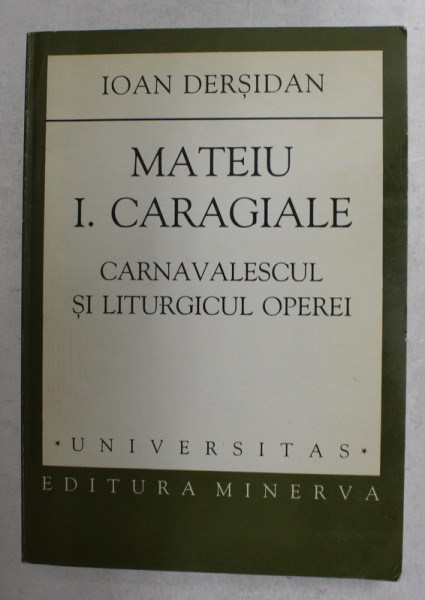 IOAN DERȘIDAN
MATEIU
I. CARAGIALE
CARNAVALESCUL
ȘI LITURGICUL OPEREI
* UNIVERSITAS *
EDITURA MINERVA